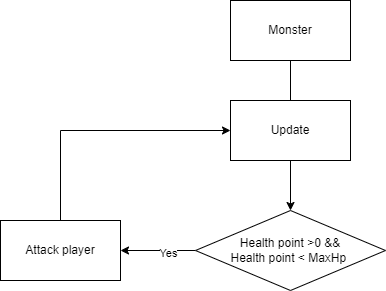 Monster
Update
Health point >0 &&
Health point < MaxHp
Yes
Attack player